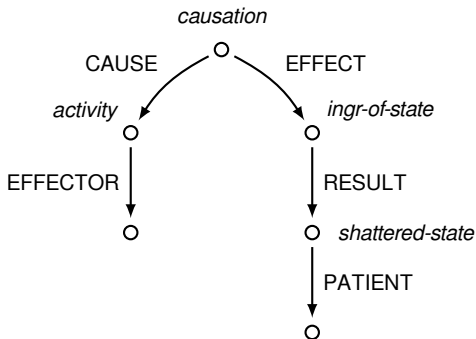 causation
CAUSE EFFECT
activity ingr-of-state
EFFECTOR RESULT
shattered-state
PATIENT